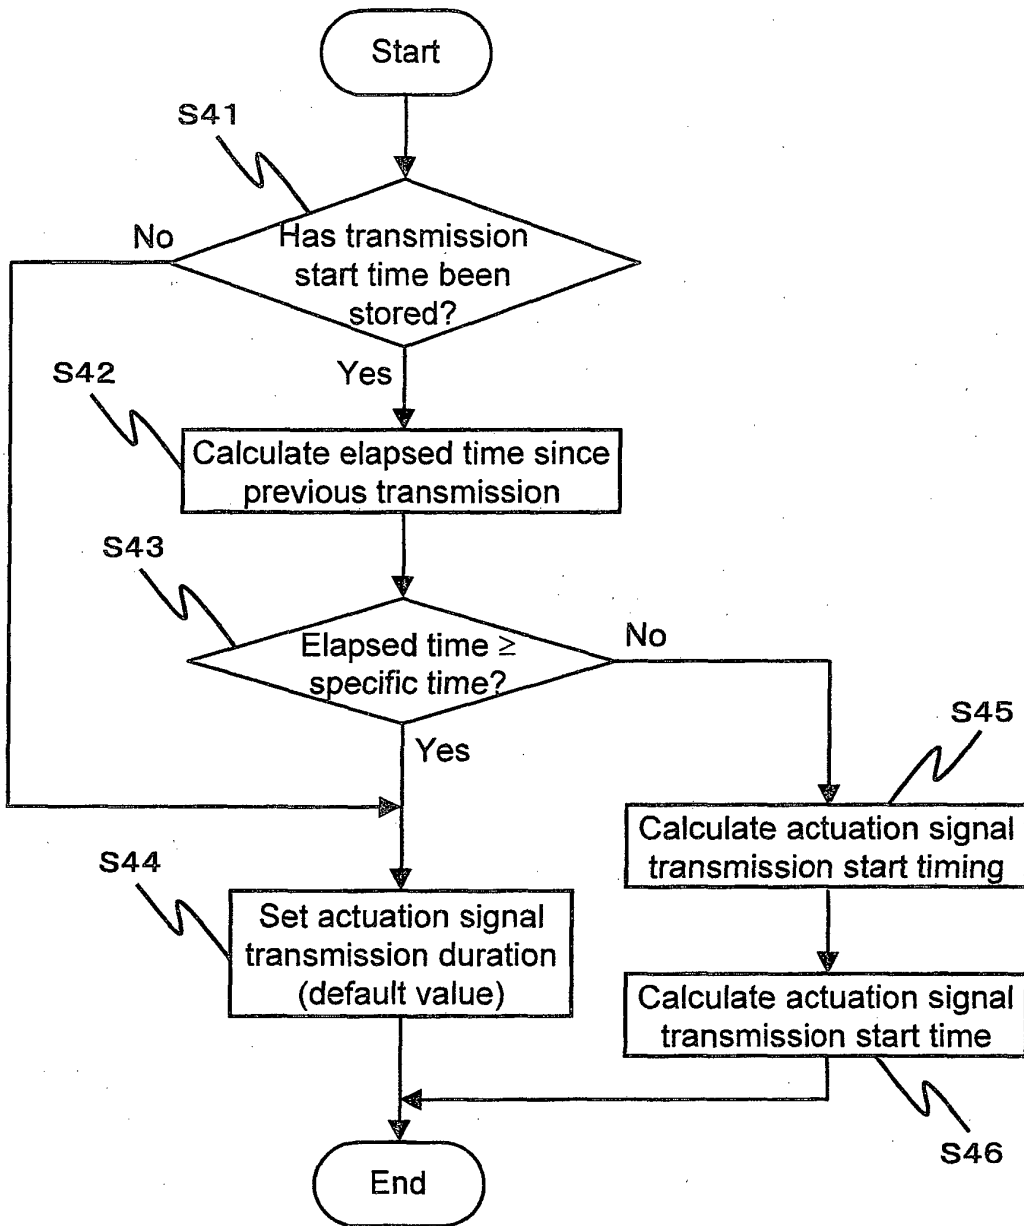 Start
S41
No
Has transmission
start time been
stored?
Yes
S42
Calculate elapsed time since
previous transmission
S43
Elapsed time ≥
specific time?
No
Yes
S45
Calculate actuation signal
transmission start timing
S44
Set actuation signal
transmission duration
(default value)
Calculate actuation signal
transmission start time
S46
End